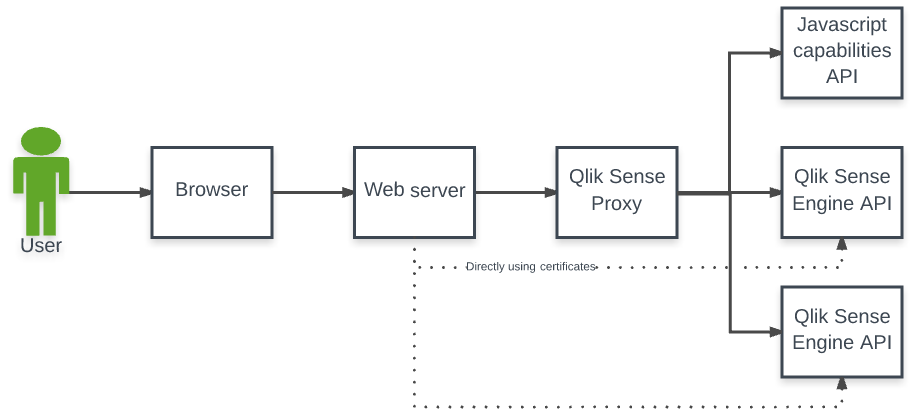 Javascript
capabilities
API
User
Browser
Web server
Qlik Sense
Proxy
Qlik Sense
Engine API
Directly using certificates
Qlik Sense
Engine API